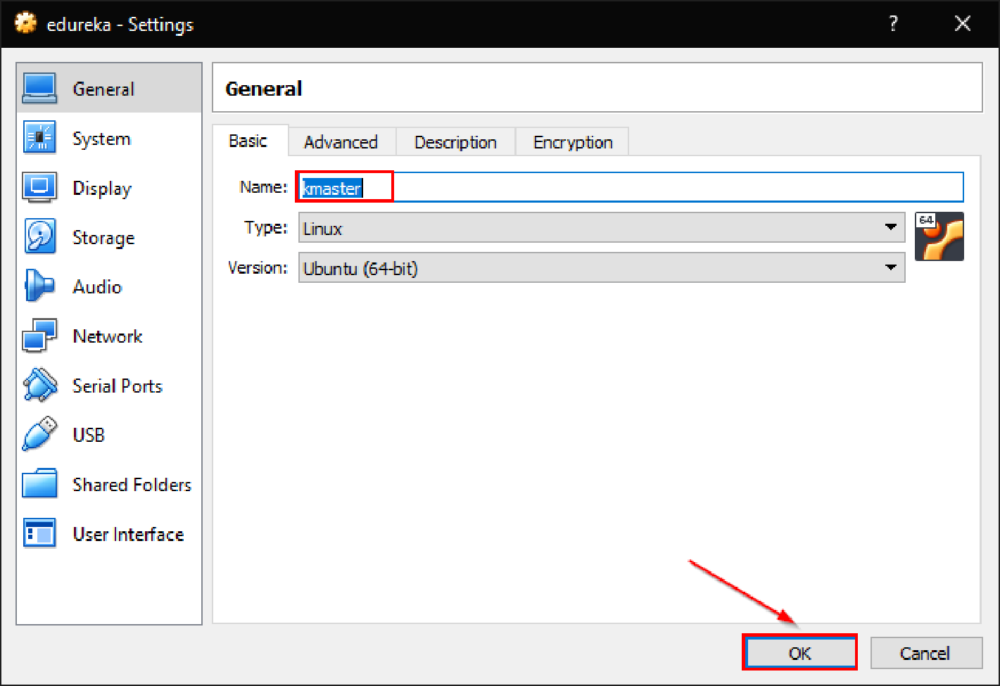 edureka - Settings
?
General
System
Display
Storage
Audio
Network
Serial Ports
USB
Shared Folders
User Interface
General
Basic
Advanced
Description
Encryption
Name: kmaster
Type: Linux
64
Version: Ubuntu (64-bit)
OK
Cancel